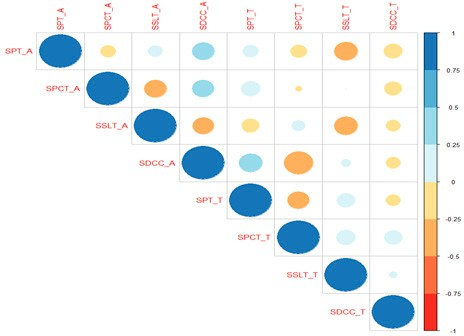 SPT_A
SPCT_A
SSLT_A
SDCC_A
SPT_T
SPCT_T
SSLT_T
SDCC_T
SPT_A
SPCT_A
SSLT_A
SDCC_A
SPT_T
SPCT_T
SSLT_T
SDCC_T
1
0.75
0.5
0.25
0
-0.25
-0.5
-0.75
-1